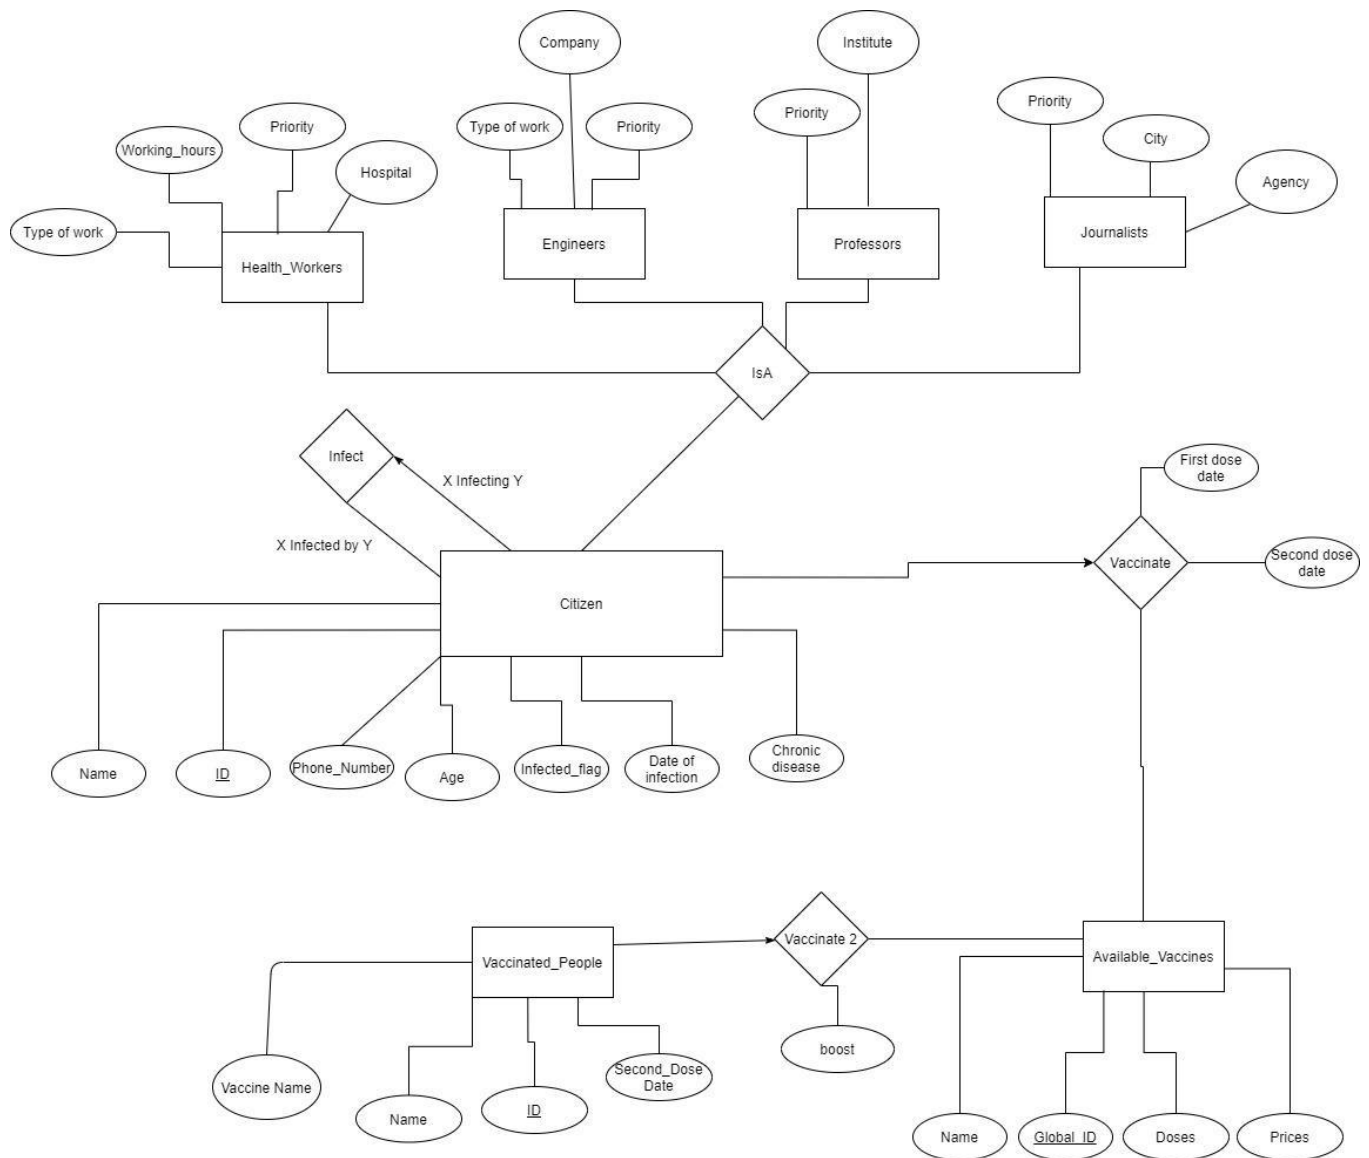 Company
Institute
Priority
Type of work
Priority
Priority
Priority
City
Working_hours
Hospital
Agency
Type of work
Health_Workers
Engineers
Professors
Journalists
IsA
Infect
X Infecting Y
X Infected by Y
First dose
date
Vaccinate
Second dose
date
Citizen
Name
ID
Phone_Number
Age
Infected_flag
Date of
infection
Chronic
disease
Vaccinated_People
Vaccinate 2
Available_Vaccines
boost
Vaccine Name
Name
ID
Second_Dose
Date
Name
Global_ID
Doses
Prices